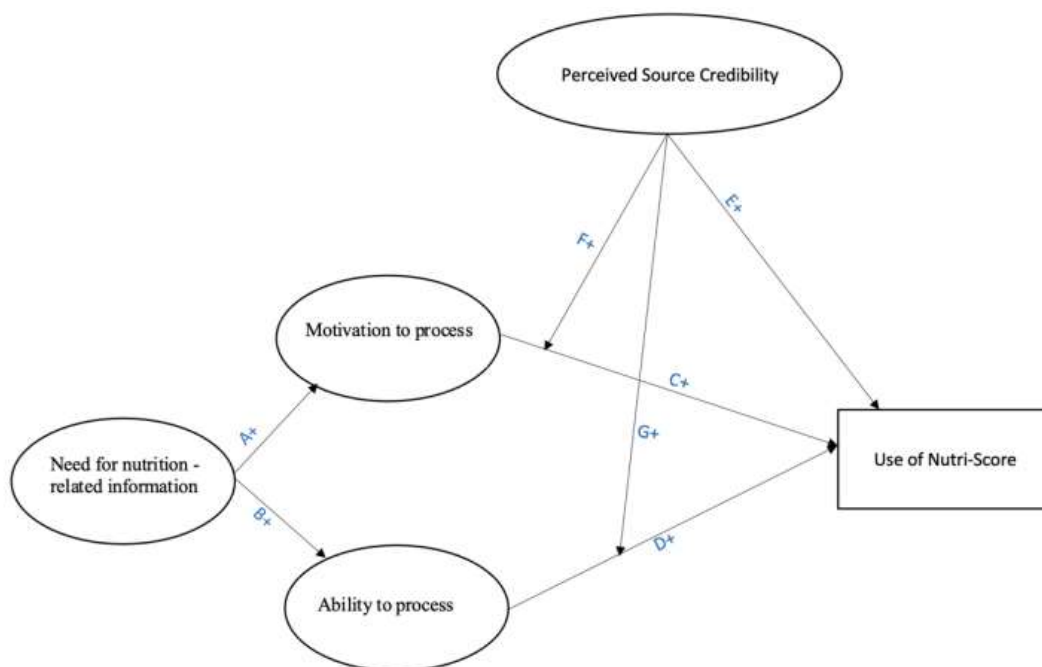 Perceived Source Credibility
E+
F+
Motivation to process
C+
A+
G+
Need for nutrition -
related information
Use of Nutri-Score
B+
D+
Ability to process